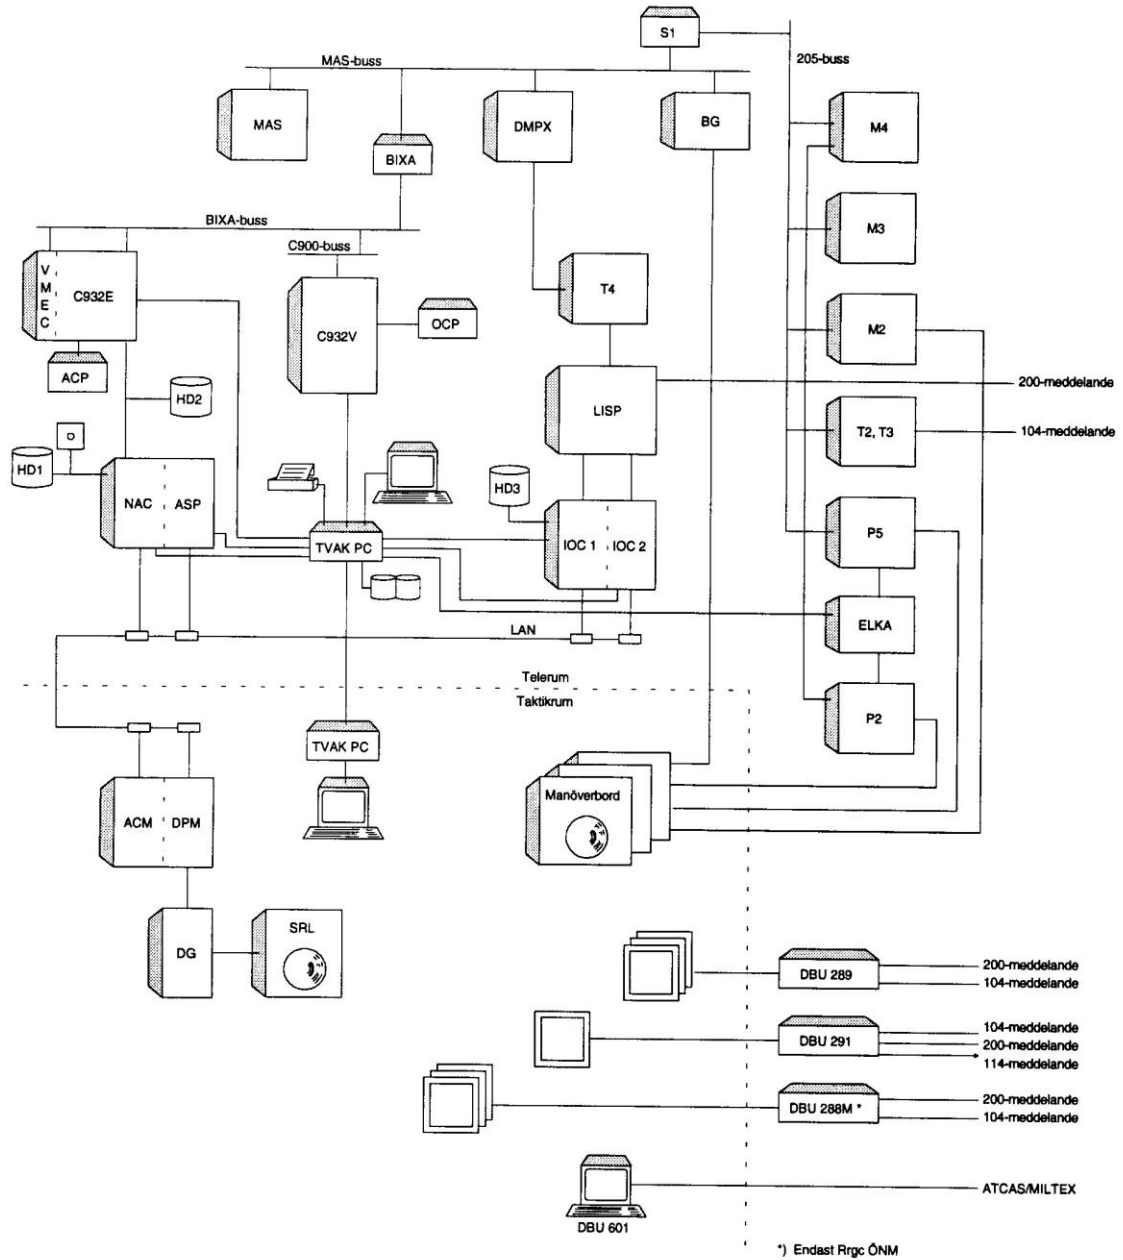 S1
MAS-buss
205-buss
MAS
DMPX
BG
M4
BIXA
BIXA-buss
M3
C900-buss
V
M
E
C
C932E
T4
C932V
OCP
M2
ACP
200-meddelande
HD2
LISP
T2, T3
104-meddelande
HD1
HD3
NAC
ASP
P5
TVAK PC
IOC 1
IOC 2
ELKA
LAN
Telerum
Taktikrum
P2
TVAK PC
Manöverbord
ACM
DPM
SRL
DG
DBU 289
200-meddelande
104-meddelande
DBU 291
104-meddelande
200-meddelande
114-meddelande
DBU 288M *
200-meddelande
104-meddelande
ATCAS/MILTEX
DBU 601
*) Endast Rrgc ÖNM